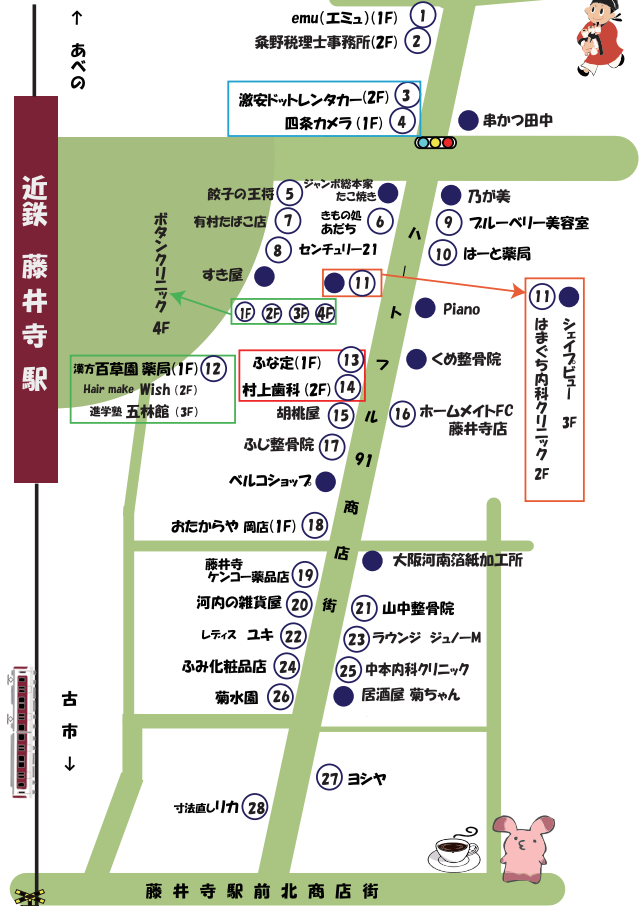 ↑ あべの
emu(エミュ)(1F) 1
粂野税理士事務所(2F) 2
激安ドットレンタカー(2F) 3
四条カメラ(1F) 4
串かつ田中
近鉄 藤井寺駅
餃子の王将 5
ジャンボ総本家
たこ焼き
乃が美
有村たばこ店 7
きもの処
あだち 6
9 ブルーベリー美容室
8 センチュリー21
10 はーと薬局
すき屋
11
ボタンクリニック
4F
1F 2F 3F 4F
Piano
11
はまぐち内科クリニック
2F
シェイプビュー
3F
漢方百草園 薬局(1F) 12
Hair make Wish (2F)
進学塾 五林館 (3F)
ふな定(1F) 13
村上歯科 (2F) 14
くめ整骨院
胡桃屋 15
16 ホームメイトFC
藤井寺店
ふじ整骨院 17
ベルコショップ
おたからや 岡店(1F) 18
ハートフル91商店街
大阪河南箔紙加工所
藤井寺
ケンコー薬品店 19
河内の雑貨屋 20
21 山中整骨院
レディス ユキ 22
23 ラウンジ ジュノーM
ふみ化粧品店 24
25 中本内科クリニック
菊水園 26
居酒屋 菊ちゃん
古市 ↓
27 ヨシヤ
寸法直しリカ 28
藤井寺駅前北商店街